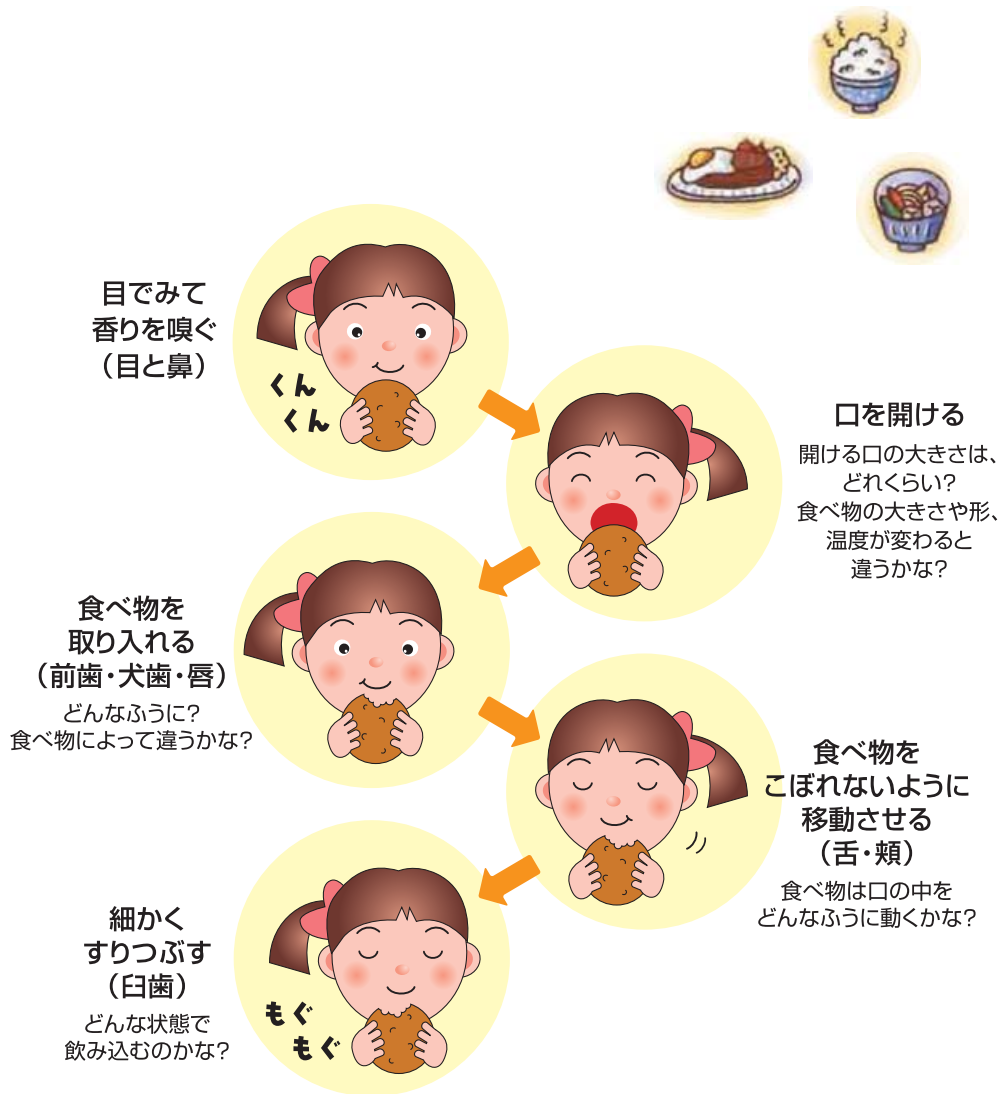 目でみて
香りを嗅ぐ
（目と鼻）
くん
くん
口を開ける
開ける口の大きさは、
どれくらい？
食べ物の大きさや形、
温度が変わると
違うかな？
食べ物を
取り入れる
（前歯・犬歯・唇）
どんなふうに？
食べ物によって違うかな？
食べ物を
こぼれないように
移動させる
（舌・頬）
食べ物は口の中を
どんなふうに動くかな？
細かく
すりつぶす
（臼歯）
どんな状態で
飲み込むのかな？
もぐ
もぐ